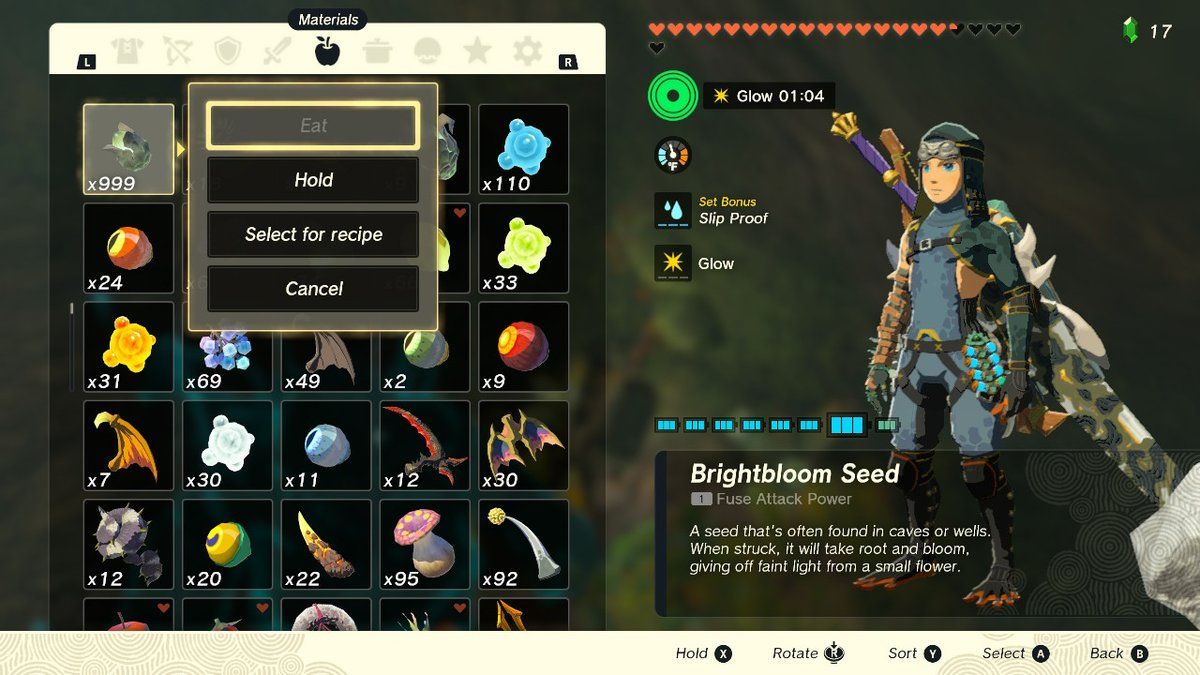 Materials
L
R
17
Eat
Hold
Select for recipe
Cancel
x999
x110
x24
x33
x31
x69
x49
x2
x9
x7
x30
x11
x12
x30
x12
x20
x22
x95
x92
Glow 01:04
°F
Set Bonus
Slip Proof
Glow
Brightbloom Seed
1 Fuse Attack Power
A seed that's often found in caves or wells.
When struck, it will take root and bloom,
giving off faint light from a small flower.
Hold X
Rotate R
Sort Y
Select A
Back B